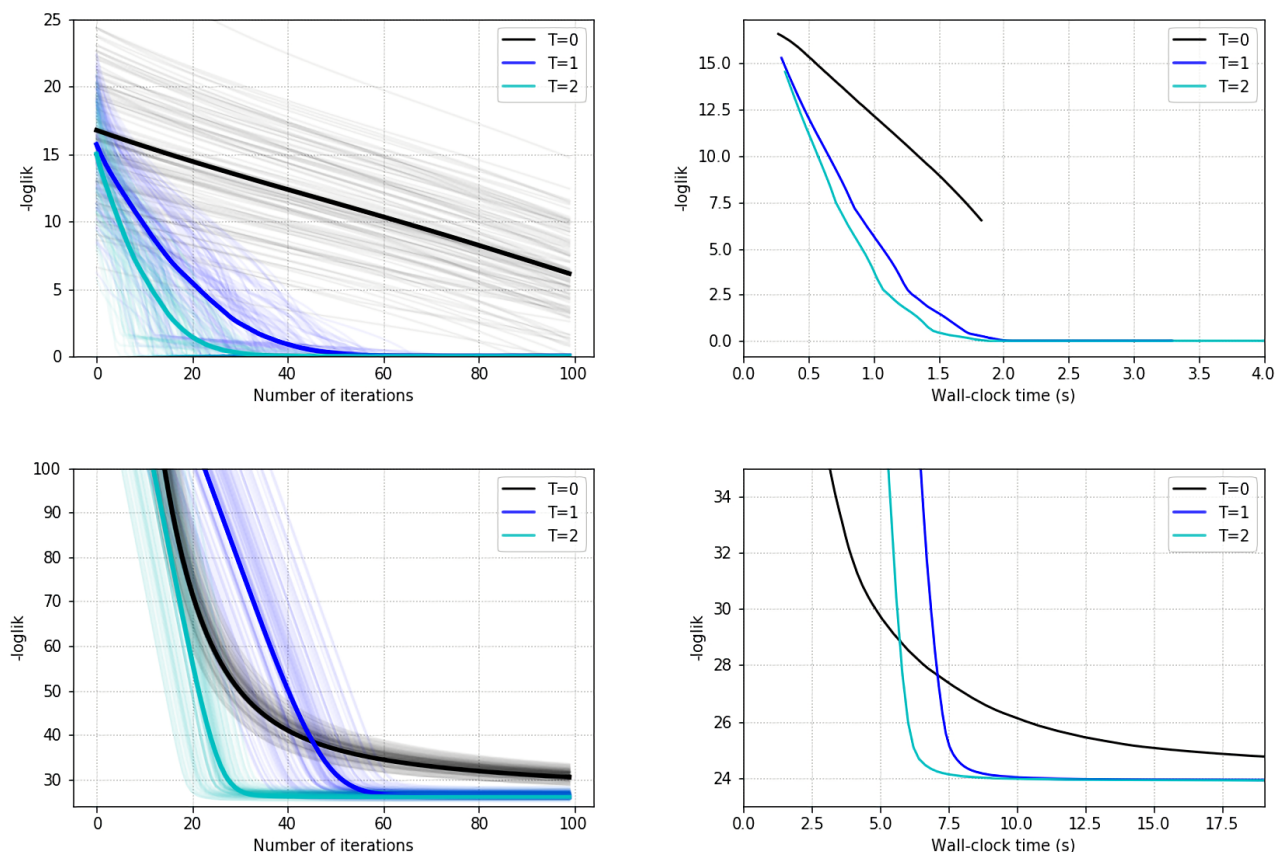 25
20
15
10
5
0
-loglik
0 20 40 60 80 100
Number of iterations
T=0
T=1
T=2
15.0
12.5
10.0
7.5
5.0
2.5
0.0
-loglik
0.0 0.5 1.0 1.5 2.0 2.5 3.0 3.5 4.0
Wall-clock time (s)
T=0
T=1
T=2
100
90
80
70
60
50
40
30
-loglik
0 20 40 60 80 100
Number of iterations
T=0
T=1
T=2
34
32
30
28
26
24
-loglik
0.0 2.5 5.0 7.5 10.0 12.5 15.0 17.5
Wall-clock time (s)
T=0
T=1
T=2